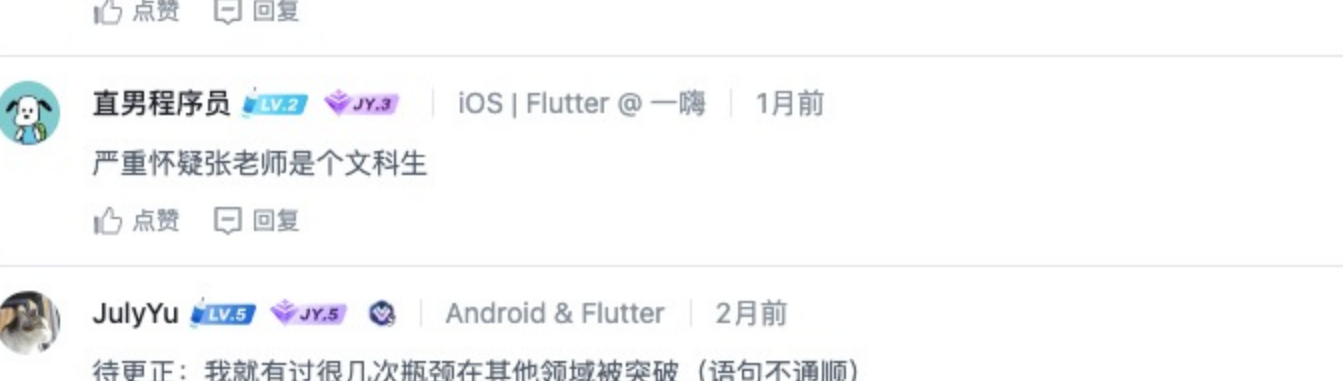 点赞 回复
直男程序员 LV.2 JY.3 iOS | Flutter @ 一嗨 1月前
严重怀疑张老师是个文科生
点赞 回复
JulyYu LV.5 JY.5 Android & Flutter 2月前
待更正：我就有过很几次瓶颈在其他领域被突破（语句不通顺）